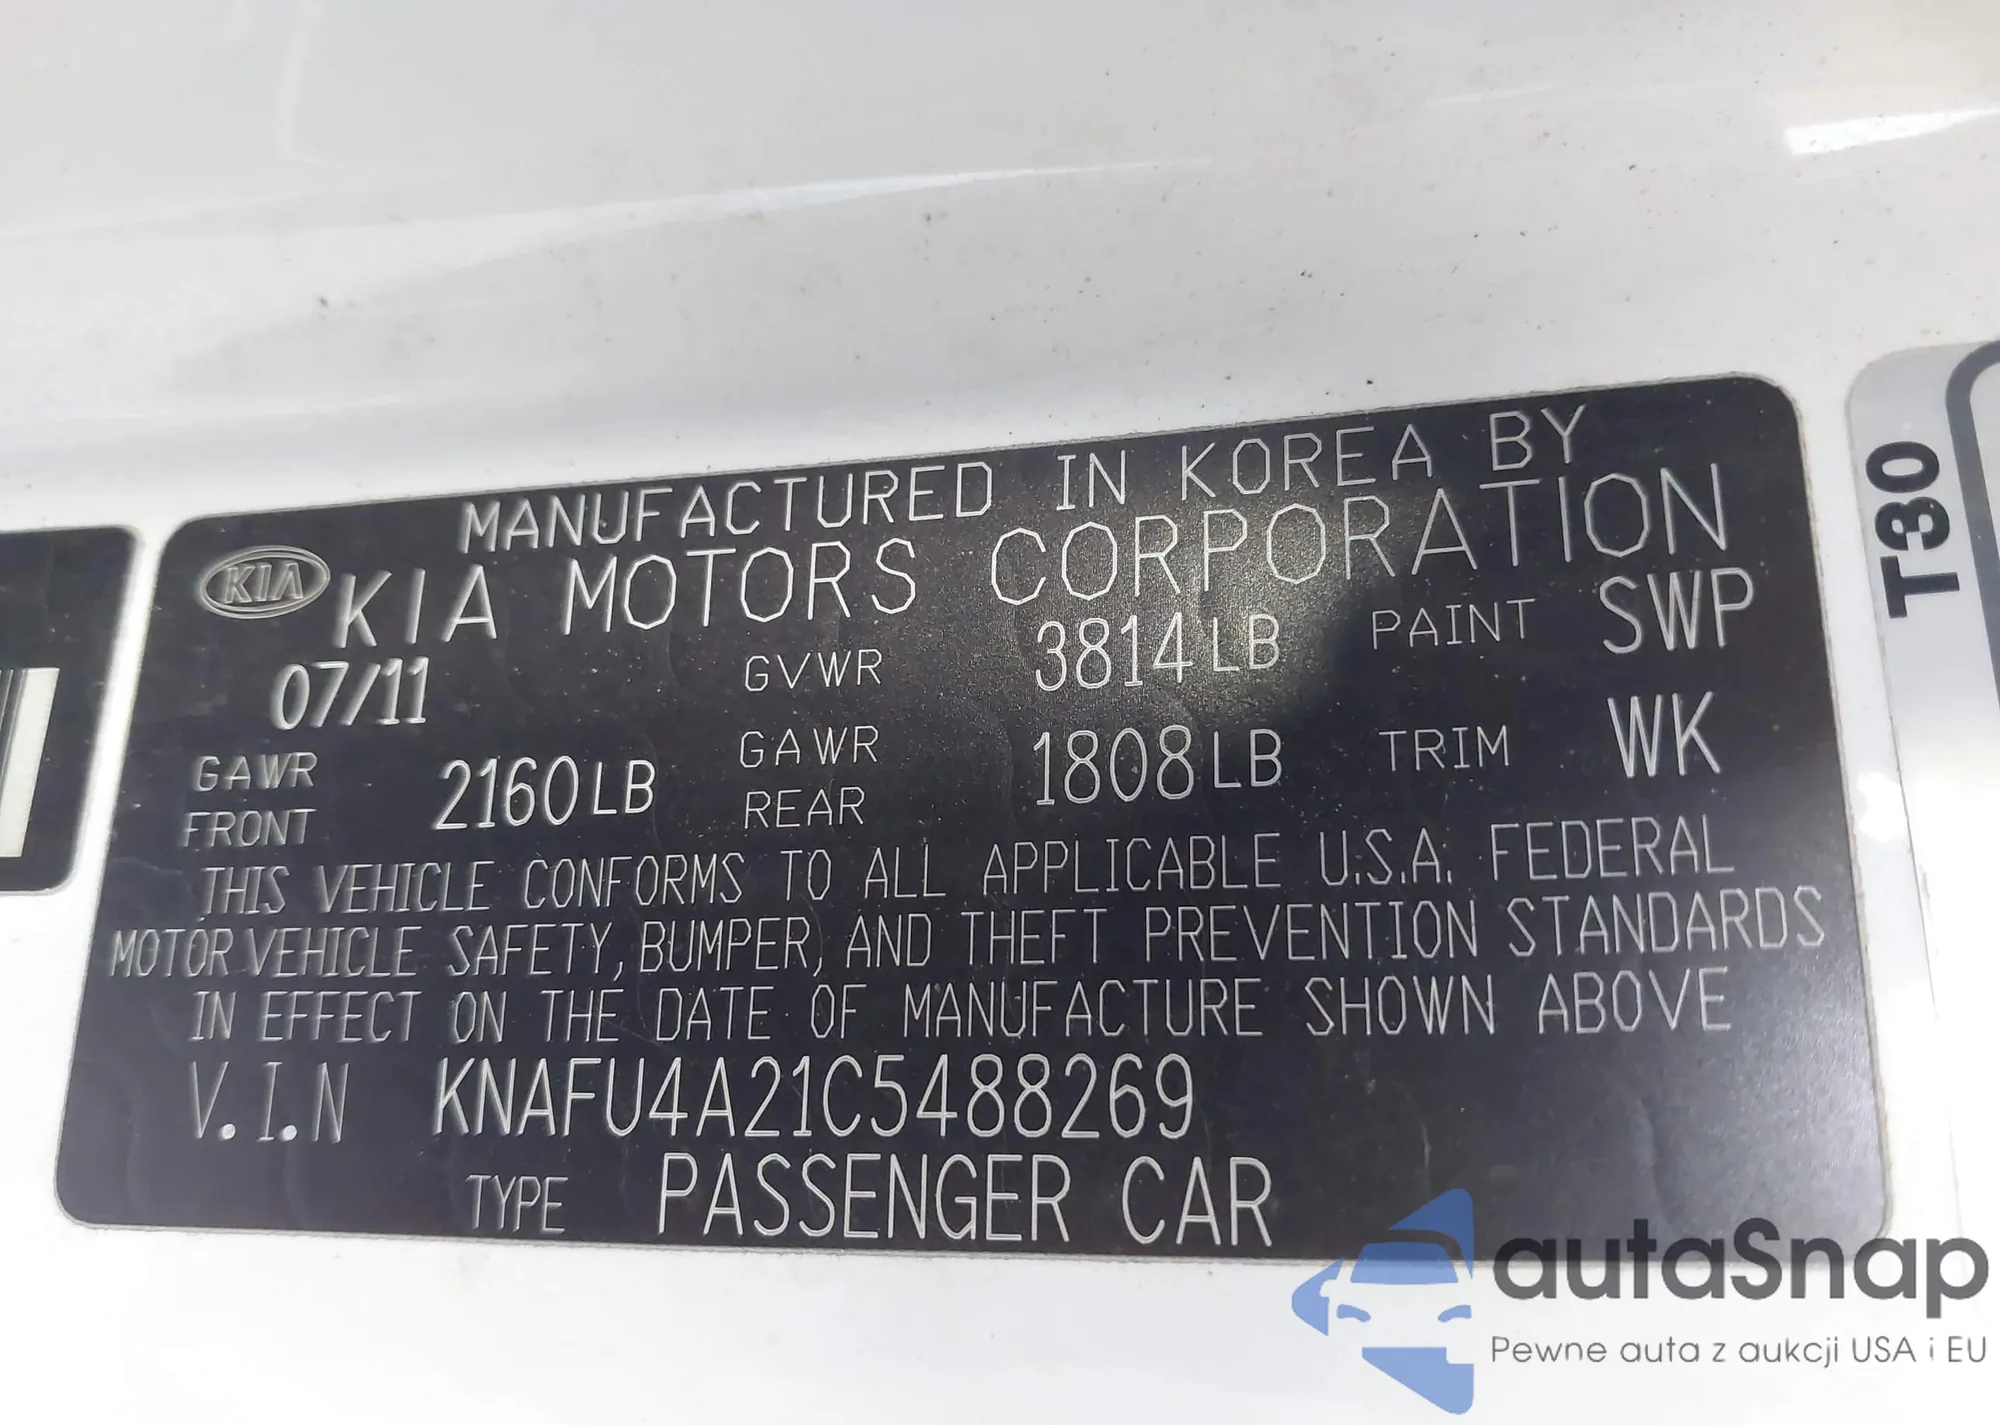 MANUFACTURED IN KOREA BY
KIA KIA MOTORS CORPORATION
07/11 GVWR 3814LB PAINT SWP
GAWR FRONT 2160LB GAWR REAR 1808LB TRIM WK
THIS VEHICLE CONFORMS TO ALL APPLICABLE U.S.A. FEDERAL
MOTOR VEHICLE SAFETY, BUMPER, AND THEFT PREVENTION STANDARDS
IN EFFECT ON THE DATE OF MANUFACTURE SHOWN ABOVE
V.I.N KNAFU4A21C5488269
TYPE PASSENGER CAR
T30
autaSnap
Pewne auta z aukcji USA i EU